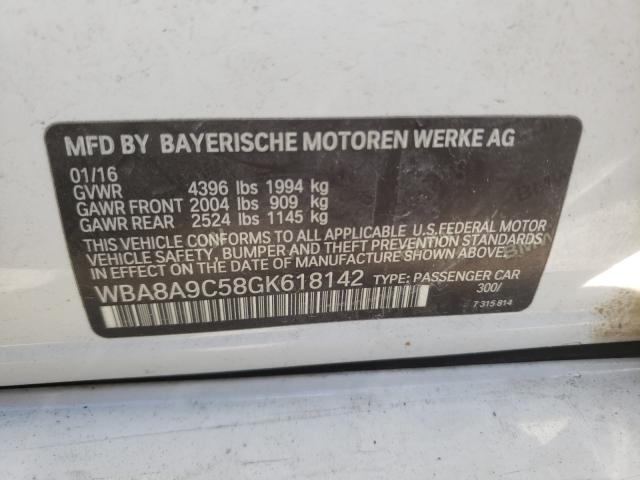 MFD BY BAYERISCHE MOTOREN WERKE AG
01/16
GVWR 4396 lbs 1994 kg
GAWR FRONT 2004 lbs 909 kg
GAWR REAR 2524 lbs 1145 kg
THIS VEHICLE CONFORMS TO ALL APPLICABLE U.S.FEDERAL MOTOR
VEHICLE SAFETY, BUMPER AND THEFT PREVENTION STANDARDS
IN EFFECT ON THE DATE OF MANUFACTURE SHOWN ABOVE.
WBA8A9C58GK618142 TYPE: PASSENGER CAR
300/
7 315 814